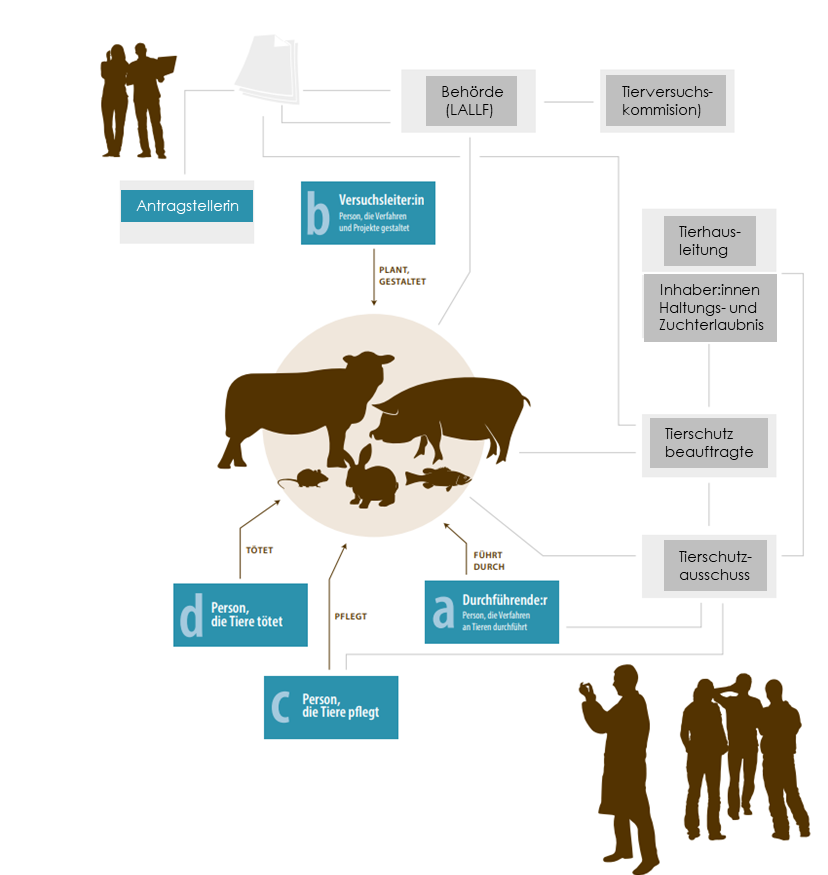 Behörde
(LALLF)
Tierversuchs-
kommision)
Antragstellerin
b
Versuchsleiter:in
Person, die Verfahren
und Projekte gestaltet
PLANT,
GESTALTET
Tierhaus-
leitung
Inhaber:innen
Haltungs- und
Zuchterlaubnis
Tierschutz
beauftragte
Tierschutz-
ausschuss
TÖTET
FÜHRT
DURCH
d
Person,
die Tiere tötet
PFLEGT
a
Durchführende:r
Person, die Verfahren
an Tieren durchführt
c
Person,
die Tiere pflegt